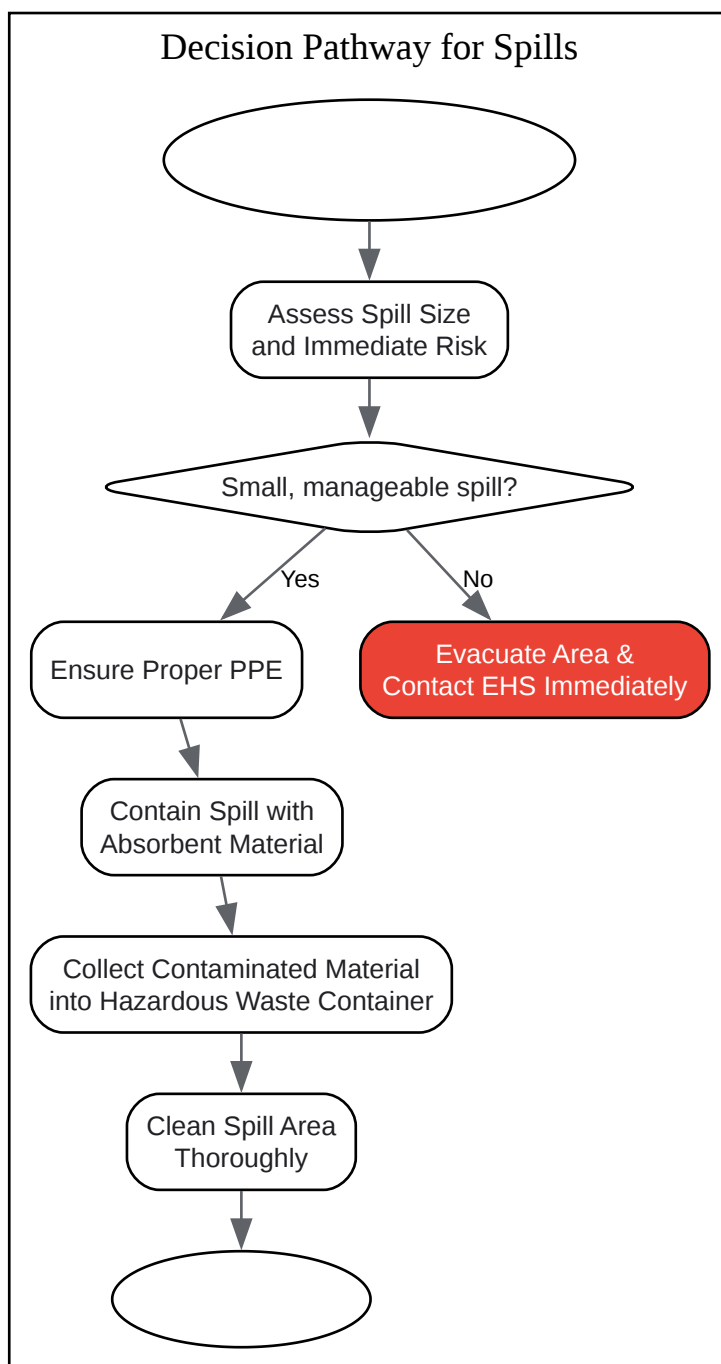 Decision Pathway for Spills
Assess Spill Size
and Immediate Risk
Small, manageable spill?
Yes
No
Ensure Proper PPE
Evacuate Area &
Contact EHS Immediately
Contain Spill with
Absorbent Material
Collect Contaminated Material
into Hazardous Waste Container
Clean Spill Area
Thoroughly